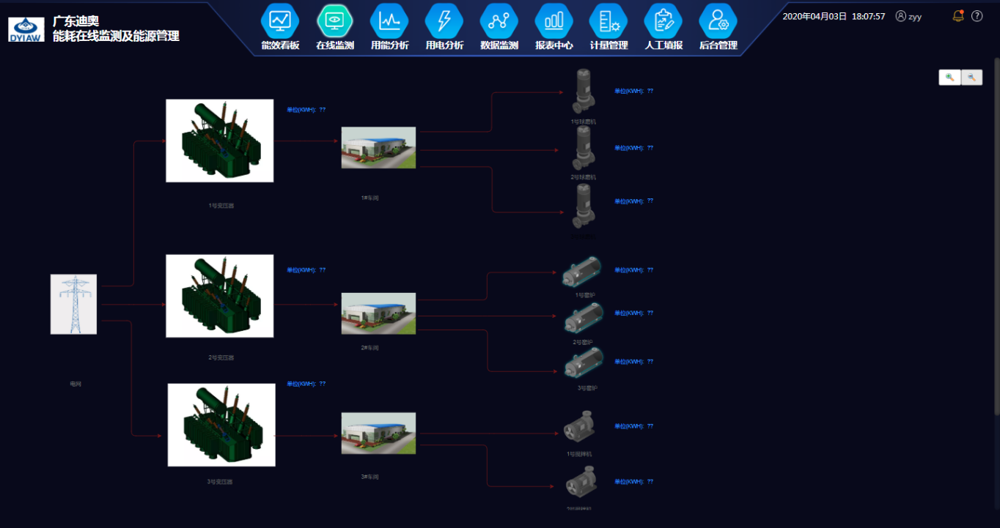 DYIAW
广东迪奥
能耗在线监测及能源管理
能效看板
在线监测
用能分析
用电分析
数据监测
报表中心
计量管理
人工填报
后台管理
2020年04月03日 18:07:57
zyy
单位(KWH): ??
1号球磨机
单位(KWH): ??
1#车间
1号变压器
单位(KWH): ??
2号球磨机
单位(KWH): ??
单位(KWH): ??
2#车间
2号变压器
单位(KWH): ??
1号窑炉
单位(KWH): ??
2号窑炉
单位(KWH): ??
3号窑炉
电网
单位(KWH): ??
3#车间
3号变压器
单位(KWH): ??
1号搅拌机
单位(KWH): ??